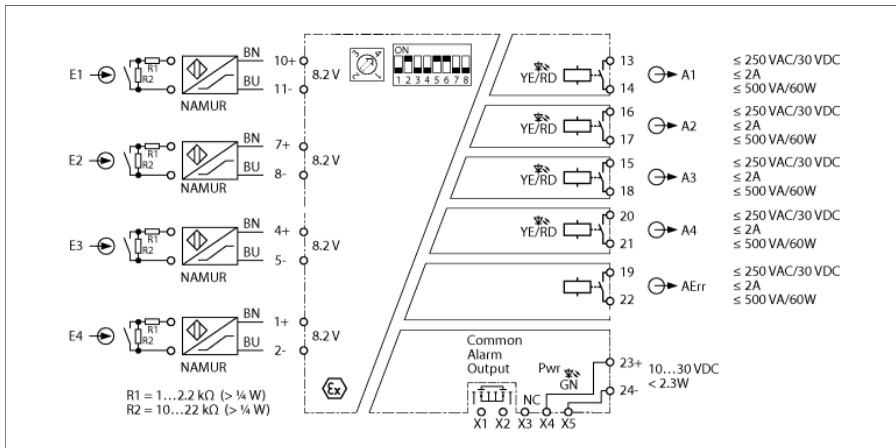 E1 R1 R2 NAMUR BN 10+ BU 11- 8.2 V
E2 R1 R2 NAMUR BN 7+ BU 8- 8.2 V
E3 R1 R2 NAMUR BN 4+ BU 5- 8.2 V
E4 R1 R2 NAMUR BN 1+ BU 2- 8.2 V
R1 = 1...2.2 kΩ (> ¼ W)
R2 = 10...22 kΩ (> ¼ W)
Ex
ON
1 2 3 4 5 6 7 8
YE/RD 13 14 A1
≤ 250 VAC/30 VDC
≤ 2A
≤ 500 VA/60W
YE/RD 16 17 A2
≤ 250 VAC/30 VDC
≤ 2A
≤ 500 VA/60W
YE/RD 15 18 A3
≤ 250 VAC/30 VDC
≤ 2A
≤ 500 VA/60W
YE/RD 20 21 A4
≤ 250 VAC/30 VDC
≤ 2A
≤ 500 VA/60W
19 22 AErr
≤ 250 VAC/30 VDC
≤ 2A
≤ 500 VA/60W
Common
Alarm
Output
Pwr
GN
23+
24-
10...30 VDC
< 2.3W
NC
X1 X2 X3 X4 X5